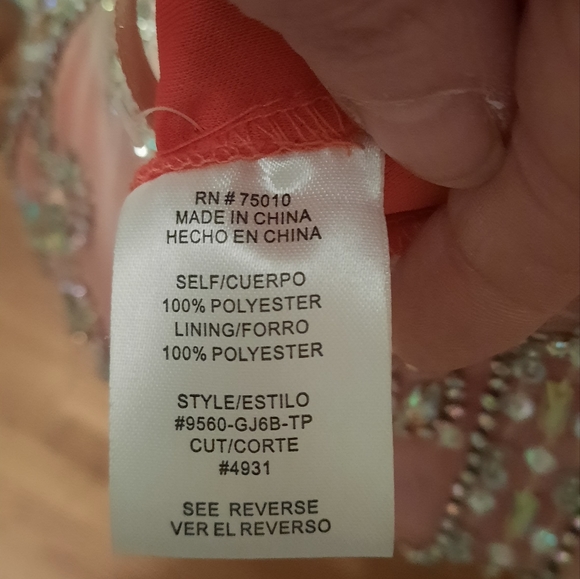 RN # 75010
MADE IN CHINA
HECHO EN CHINA
SELF/CUERPO
100% POLYESTER
LINING/FORRO
100% POLYESTER
STYLE/ESTILO
#9560-GJ6B-TP
CUT/CORTE
#4931
SEE REVERSE
VER EL REVERSO